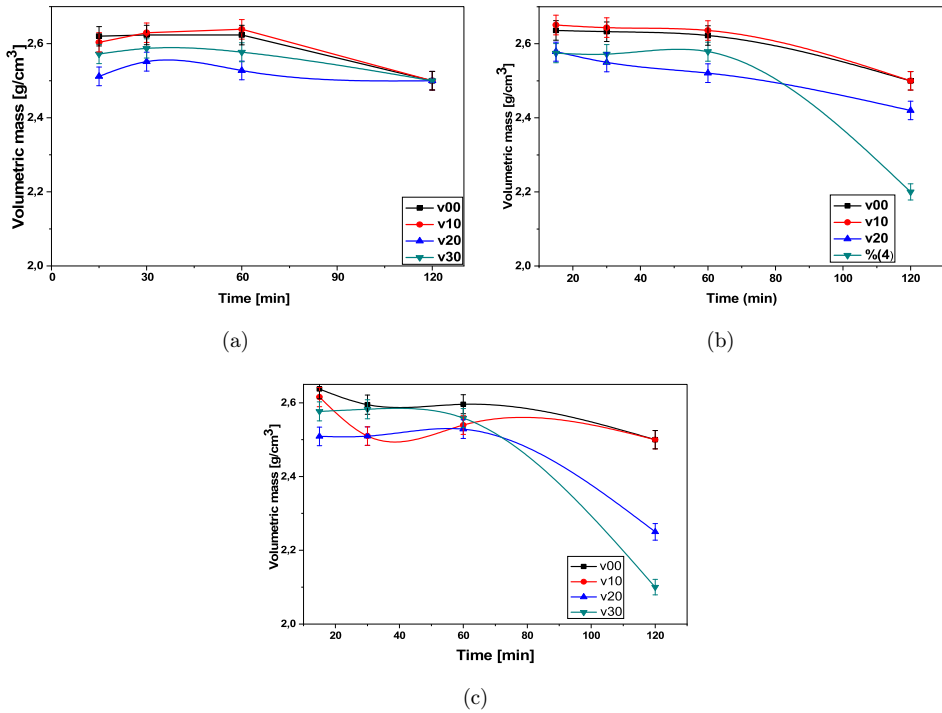 Volumetric mass [g/cm³]
2,6
2,4
2,2
2,0
0 30 60 90 120
Time [min]
v00
v10
v20
v30
(a)
Volumetric mass [g/cm³]
2,6
2,4
2,2
2,0
20 40 60 80 100 120
Time (min)
v00
v10
v20
%(4)
(b)
Volumetric mass [g/cm³]
2,6
2,4
2,2
2,0
20 40 60 80 100 120
Time [min]
v00
v10
v20
v30
(c)